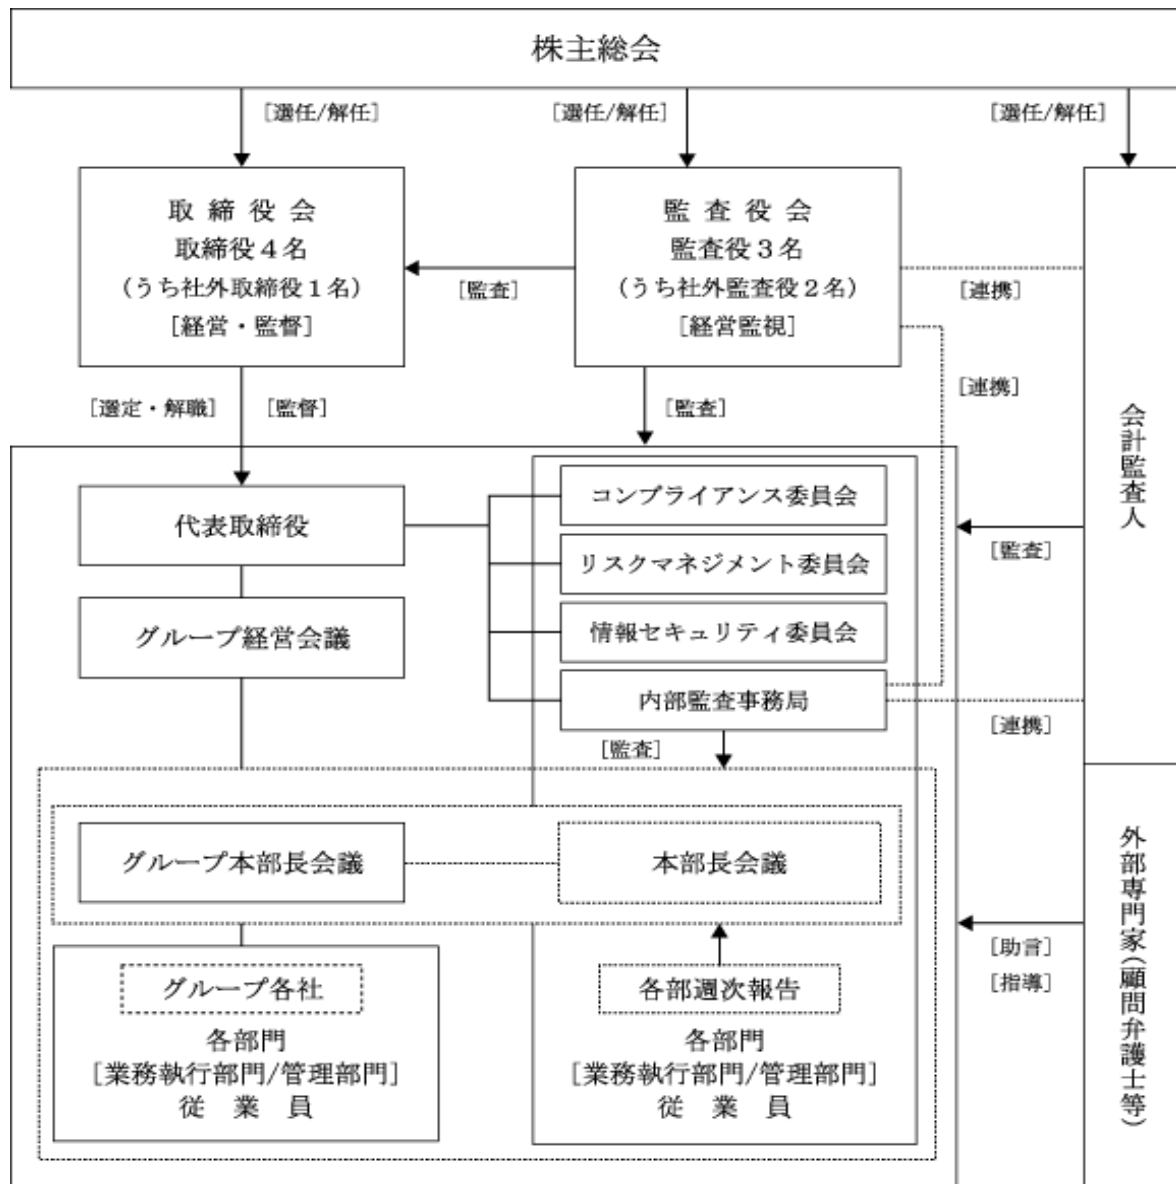 株主総会
[選任/解任]
[選任/解任]
[選任/解任]
取締役会
取締役４名
（うち社外取締役１名）
[経営・監督]
[監査]
監査役会
監査役３名
（うち社外監査役２名）
[経営監視]
[連携]
[連携]
[選定・解職]
[監督]
[監査]
会計監査人
代表取締役
コンプライアンス委員会
リスクマネジメント委員会
情報セキュリティ委員会
内部監査事務局
[監査]
グループ経営会議
[連携]
[監査]
グループ本部長会議
本部長会議
外部専門家（顧問弁護士等）
[助言]
[指導]
グループ各社
各部門
[業務執行部門/管理部門]
従業員
各部週次報告
各部門
[業務執行部門/管理部門]
従業員